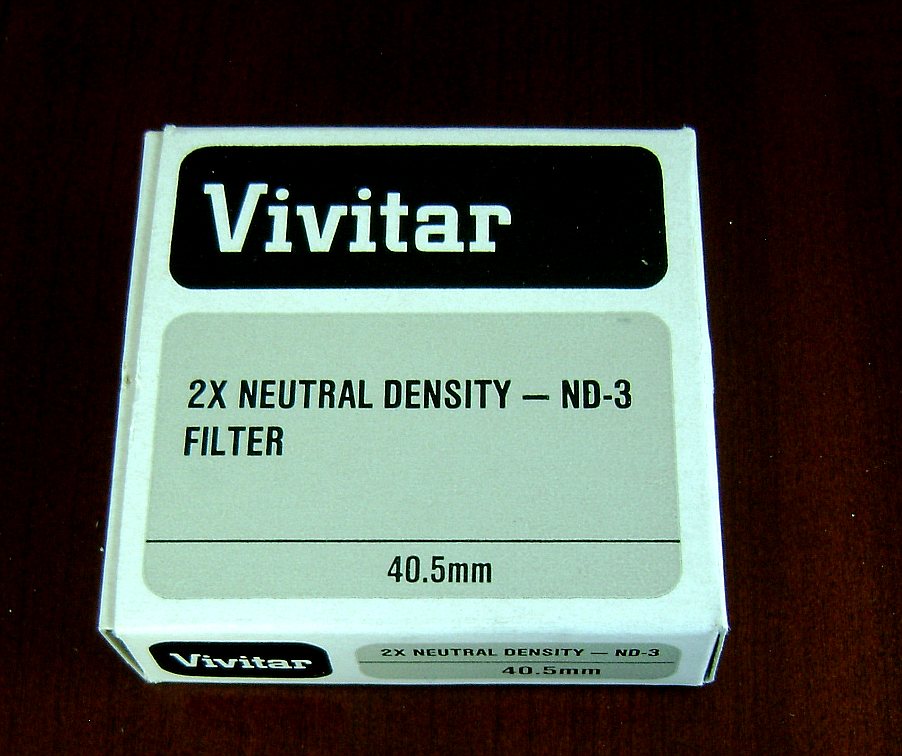 Vivitar
2X NEUTRAL DENSITY — ND-3
FILTER
40.5mm
Vivitar
2X NEUTRAL DENSITY — ND-3
40.5mm